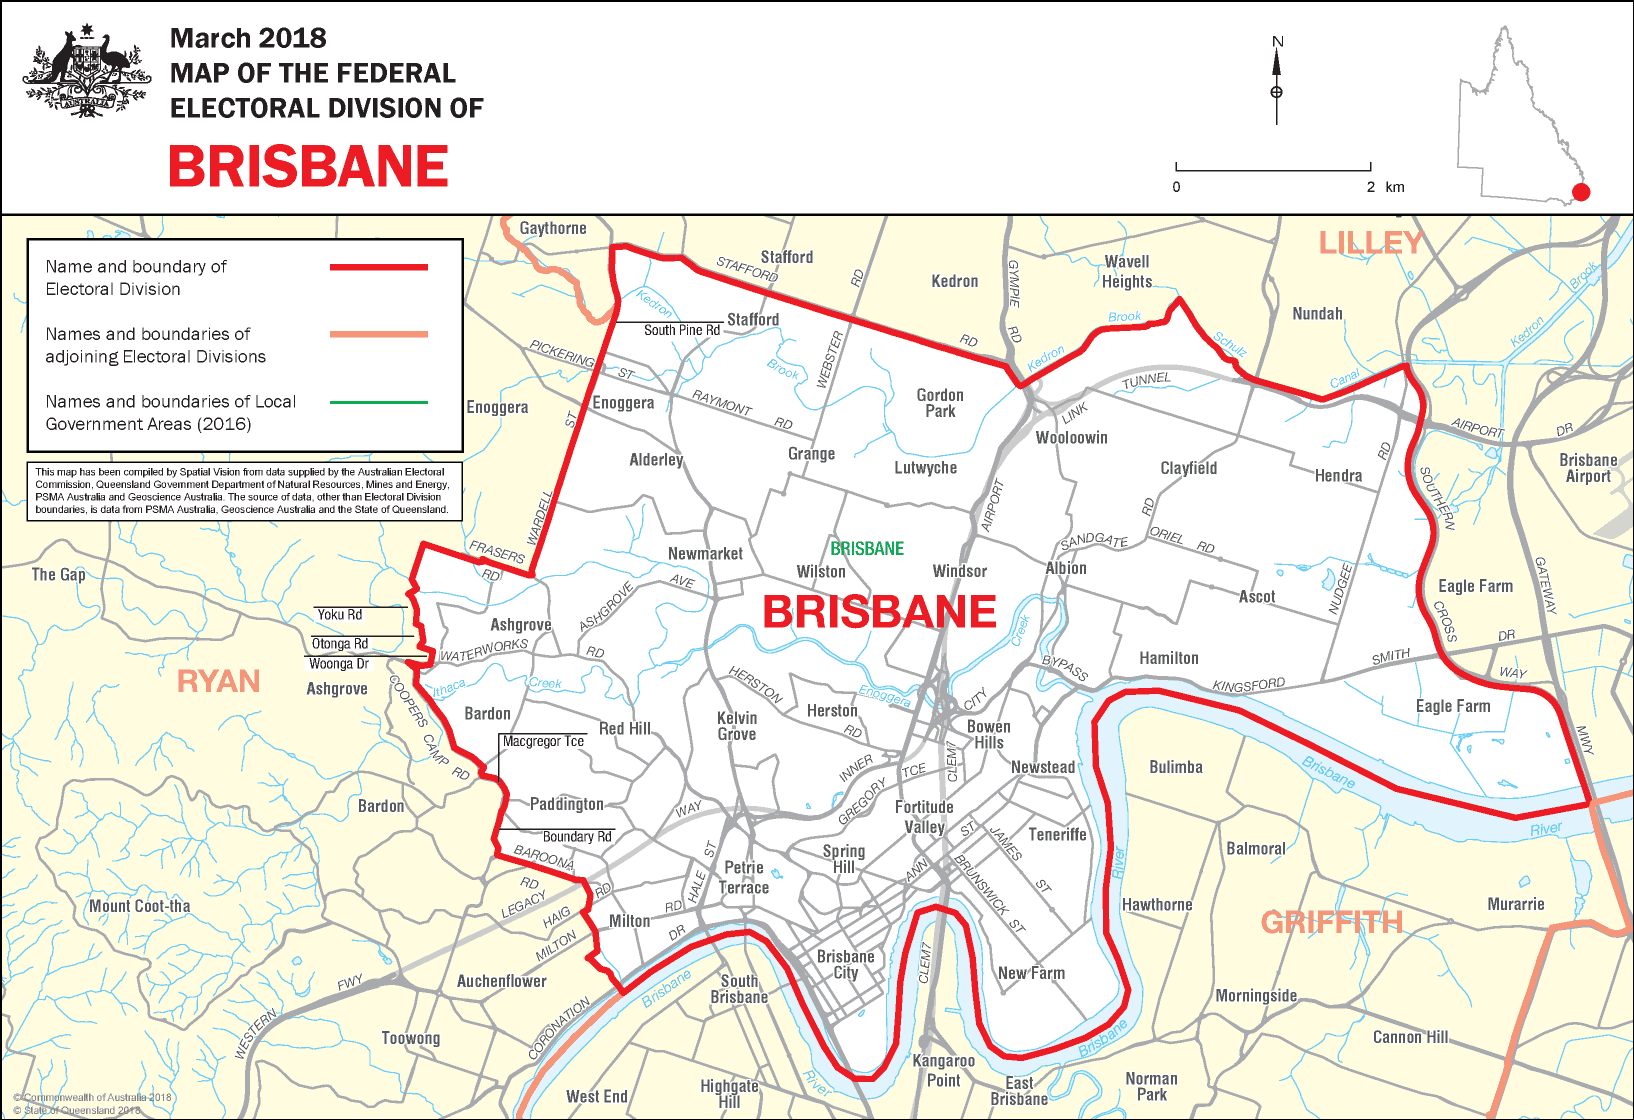 March 2018
MAP OF THE FEDERAL
ELECTORAL DIVISION OF
BRISBANE
AUSTRALIA
N
0 2 km
Name and boundary of
Electoral Division
Names and boundaries of
adjoining Electoral Divisions
Names and boundaries of Local
Government Areas (2016)
This map has been compiled by Spatial Vision from data supplied by the Australian Electoral
Commission, Queensland Government Department of Natural Resources, Mines and Energy,
PSMA Australia and Geoscience Australia. The source of data, other than Electoral Division
boundaries, is data from PSMA Australia, Geoscience Australia and the State of Queensland.
Gaythorne
STAFFORD
Stafford
RD
Kedron
GYMPIE
RD
Wavell
Heights
LILLEY
Brook
Kedron
Nundah
Kedron
South Pine Rd
Stafford
Brook
RD
Kedron
Brook
Schulz
Canal
PICKERING
ST
Enoggera
Enoggera
ST
RAYMONT
RD
WEBSTER
Gordon
Park
TUNNEL
LINK
Wooloowin
AIRPORT
DR
Brisbane
Airport
Alderley
Grange
Lutwyche
Clayfield
Hendra
RD
SOUTHERN
WARDELL
AIRPORT
RD
FRASERS
RD
Newmarket
BRISBANE
Wilston
Windsor
SANDGATE
Albion
ORIEL RD
Ascot
NUDGEE
Eagle Farm
GATEWAY
The Gap
Yoku Rd
Otonga Rd
Woonga Dr
Ashgrove
Ashgrove
ASHGROVE
AVE
BRISBANE
Creek
CROSS
WATERWORKS
RD
RYAN
Ithaca
Creek
COOPERS
CAMP
RD
HERSTON
RD
Enoggera
CITY
BYPASS
Hamilton
KINGSFORD
SMITH
DR
WAY
Eagle Farm
MWY
Bardon
Red Hill
Kelvin
Grove
Herston
Bowen
Hills
Macgregor Tce
INNER
CLEM7
Newstead
Bulimba
Brisbane
River
Bardon
Paddington
WAY
GREGORY
TCE
Fortitude
Valley
Teneriffe
Boundary Rd
BAROONA
RD
Spring
Hill
ST
JAMES
ST
River
Balmoral
Mount Coot-tha
LEGACY
HAIG
RD
Milton
HALE
ST
Petrie
Terrace
ANN
BRUNSWICK
ST
Hawthorne
GRIFFITH
Murarrie
MILTON
RD
DR
Auchenflower
FWY
Brisbane
South
Brisbane
Brisbane
City
CLEM7
New Farm
Morningside
WESTERN
Toowong
CORONATION
Cannon Hill
West End
Highgate
Hill
River
Kangaroo
Point
East
Brisbane
Brisbane
Norman
Park
© Commonwealth of Australia 2018
© State of Queensland 2018